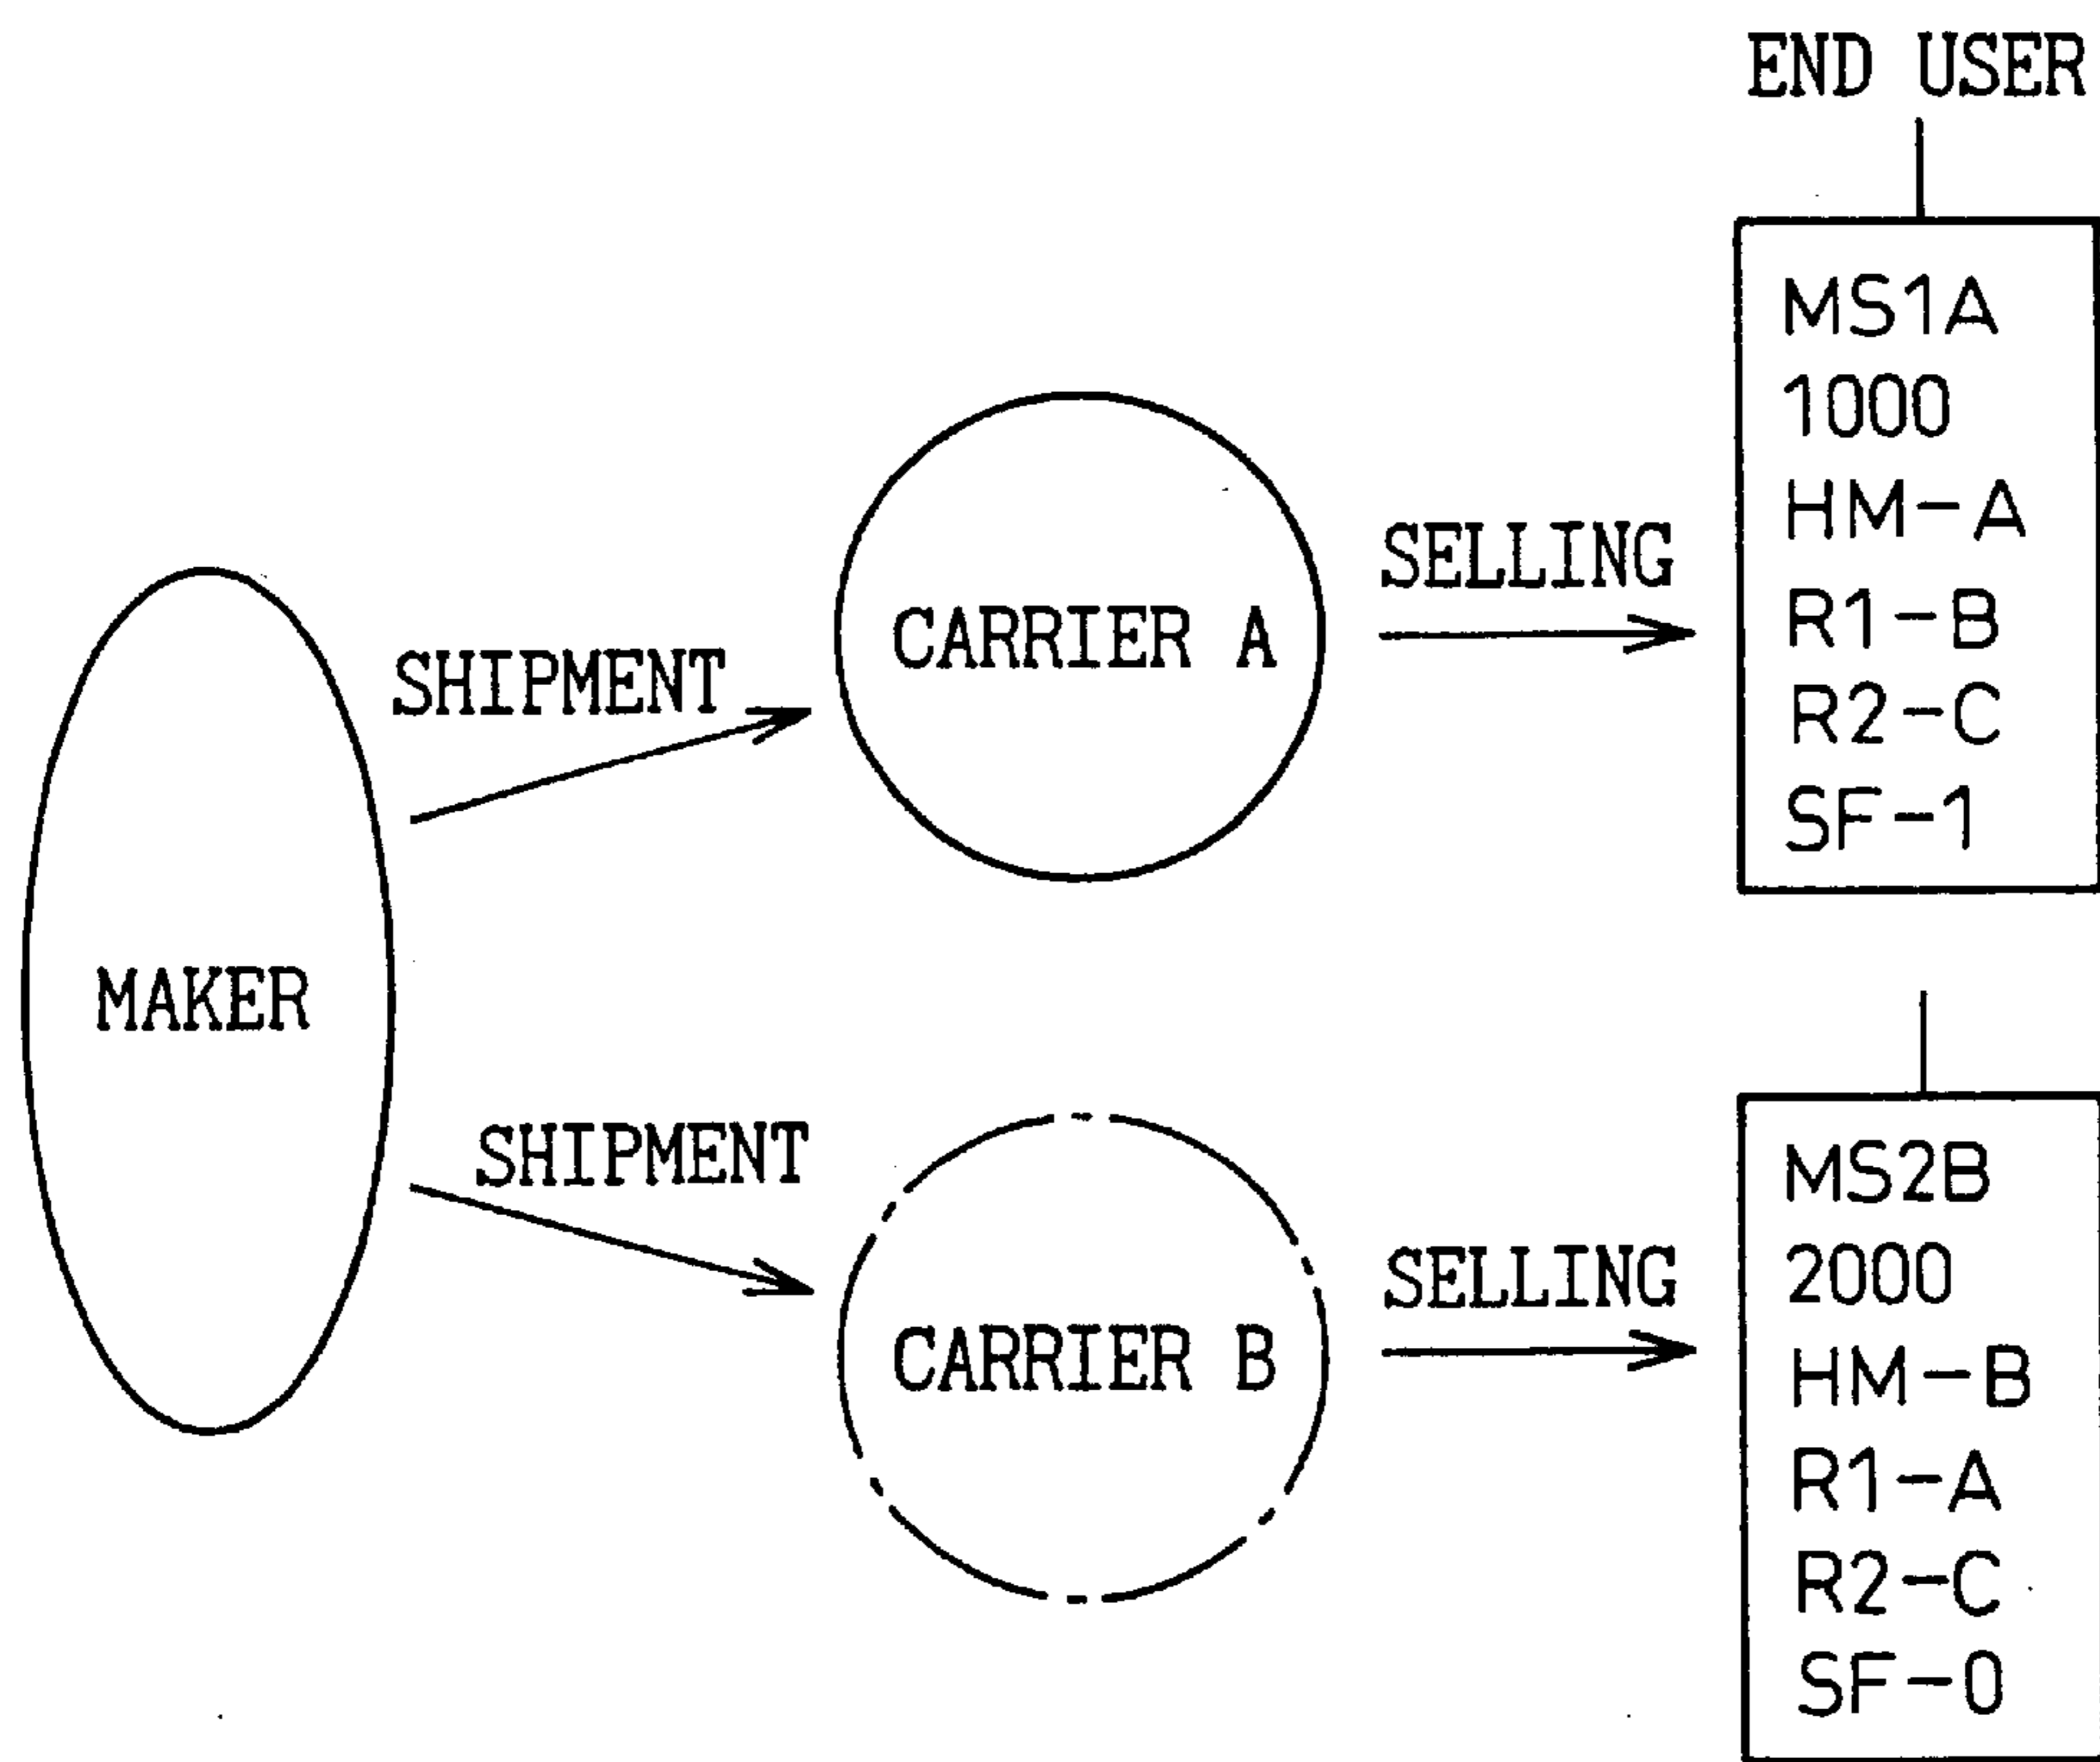 END USER
MS1A
1000
HM-A
R1-B
R2-C
SF-1
SELLING
CARRIER A
SHIPMENT
MAKER
SHIPMENT
CARRIER B
SELLING
MS2B
2000
HM-B
R1-A
R2-C
SF-0